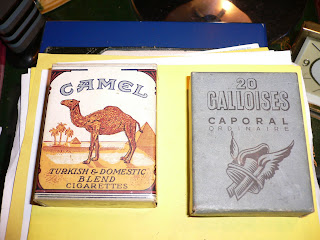 CAMEL
TURKISH & DOMESTIC
BLEND
CIGARETTES
20
GALLOISES
CAPORAL
ORDINAIRE